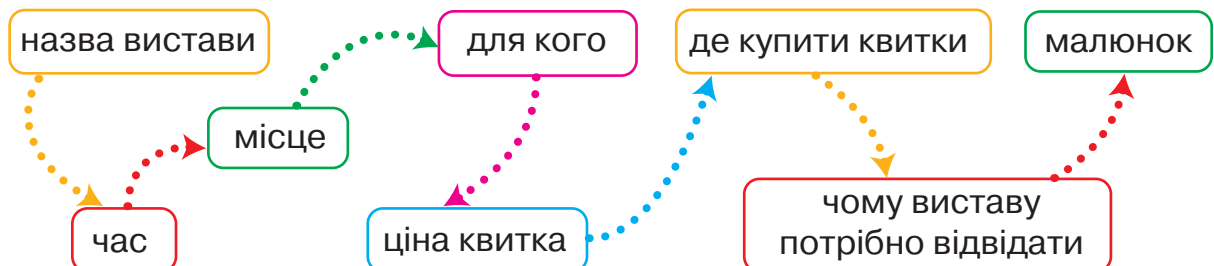 назва вистави
час
місце
для кого
ціна квитка
де купити квитки
чому виставу
потрібно відвідати
малюнок